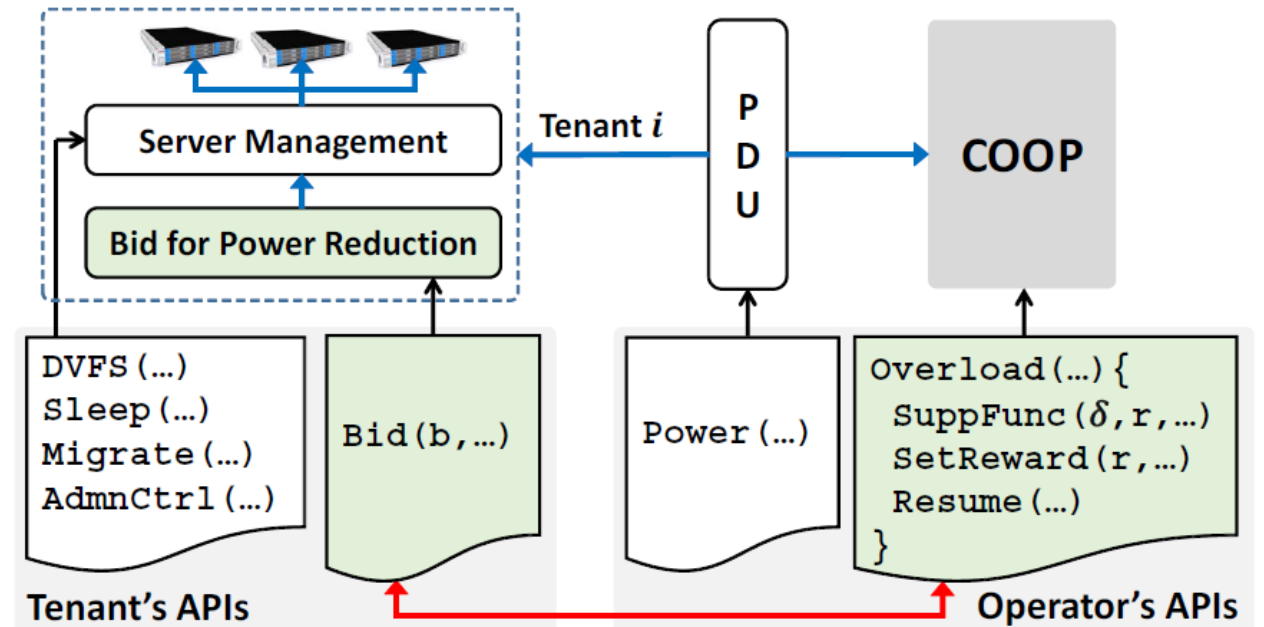 Server Management
Bid for Power Reduction
Tenant i
P
D
U
COOP
DVFS(…)
Sleep(…)
Migrate(…)
AdmnCtrl(…)
Bid(b,…)
Power(…)
Overload(…){
SuppFunc(δ,r,…)
SetReward(r,…)
Resume(…)
}
Tenant's APIs
Operator's APIs